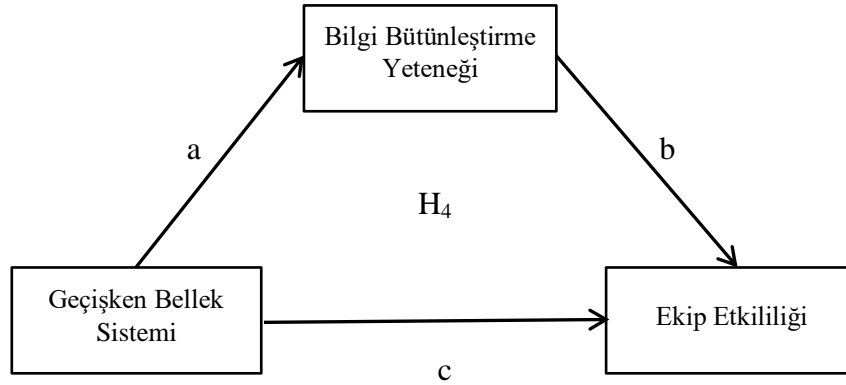 Bilgi Bütünleştirme
Yeteneği
a
b
H₄
Geçişken Bellek
Sistemi
Ekip Etkililiği
c